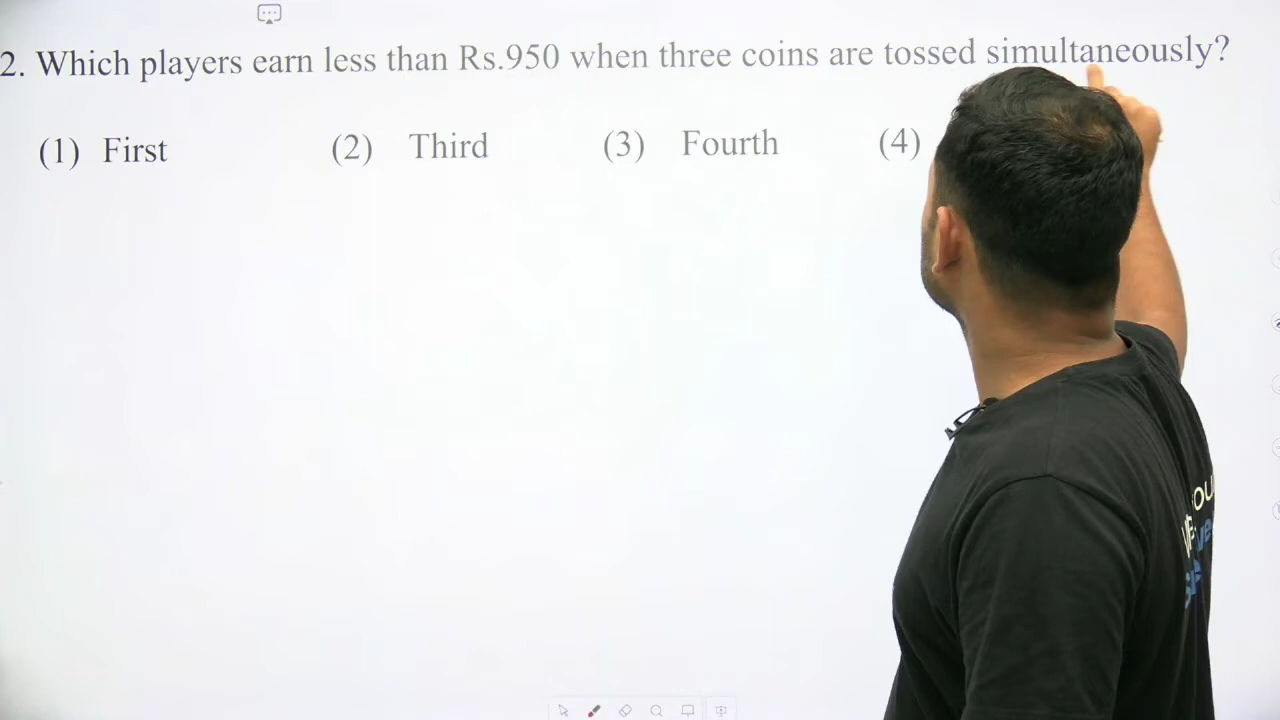 2. Which players earn less than Rs.950 when three coins are tossed simultaneously?
(1) First (2) Third (3) Fourth (4)